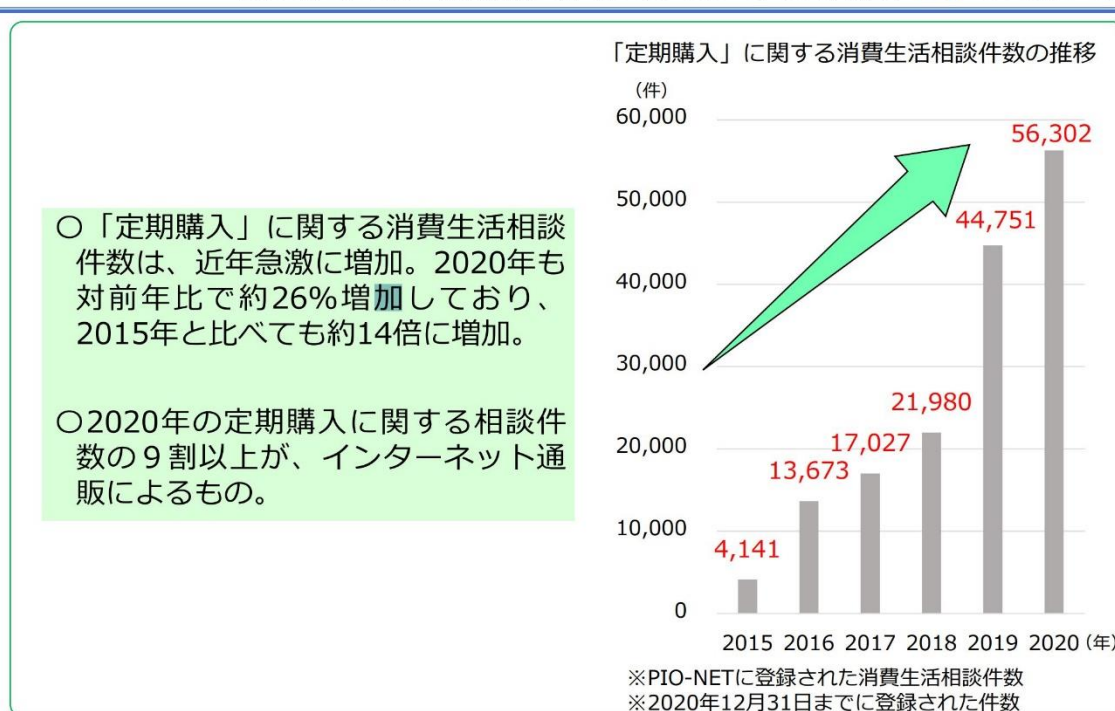 〇「定期購入」に関する消費生活相談
件数は、近年急激に増加。2020年も
対前年比で約26%増加しており、
2015年と比べても約14倍に増加。
〇2020年の定期購入に関する相談件
数の９割以上が、インターネット通
販によるもの。
「定期購入」に関する消費生活相談件数の推移
（件）
60,000
50,000
40,000
30,000
20,000
10,000
0
4,141
13,673
17,027
21,980
44,751
56,302
2015 2016 2017 2018 2019 2020（年）
※PIO-NETに登録された消費生活相談件数
※2020年12月31日までに登録された件数